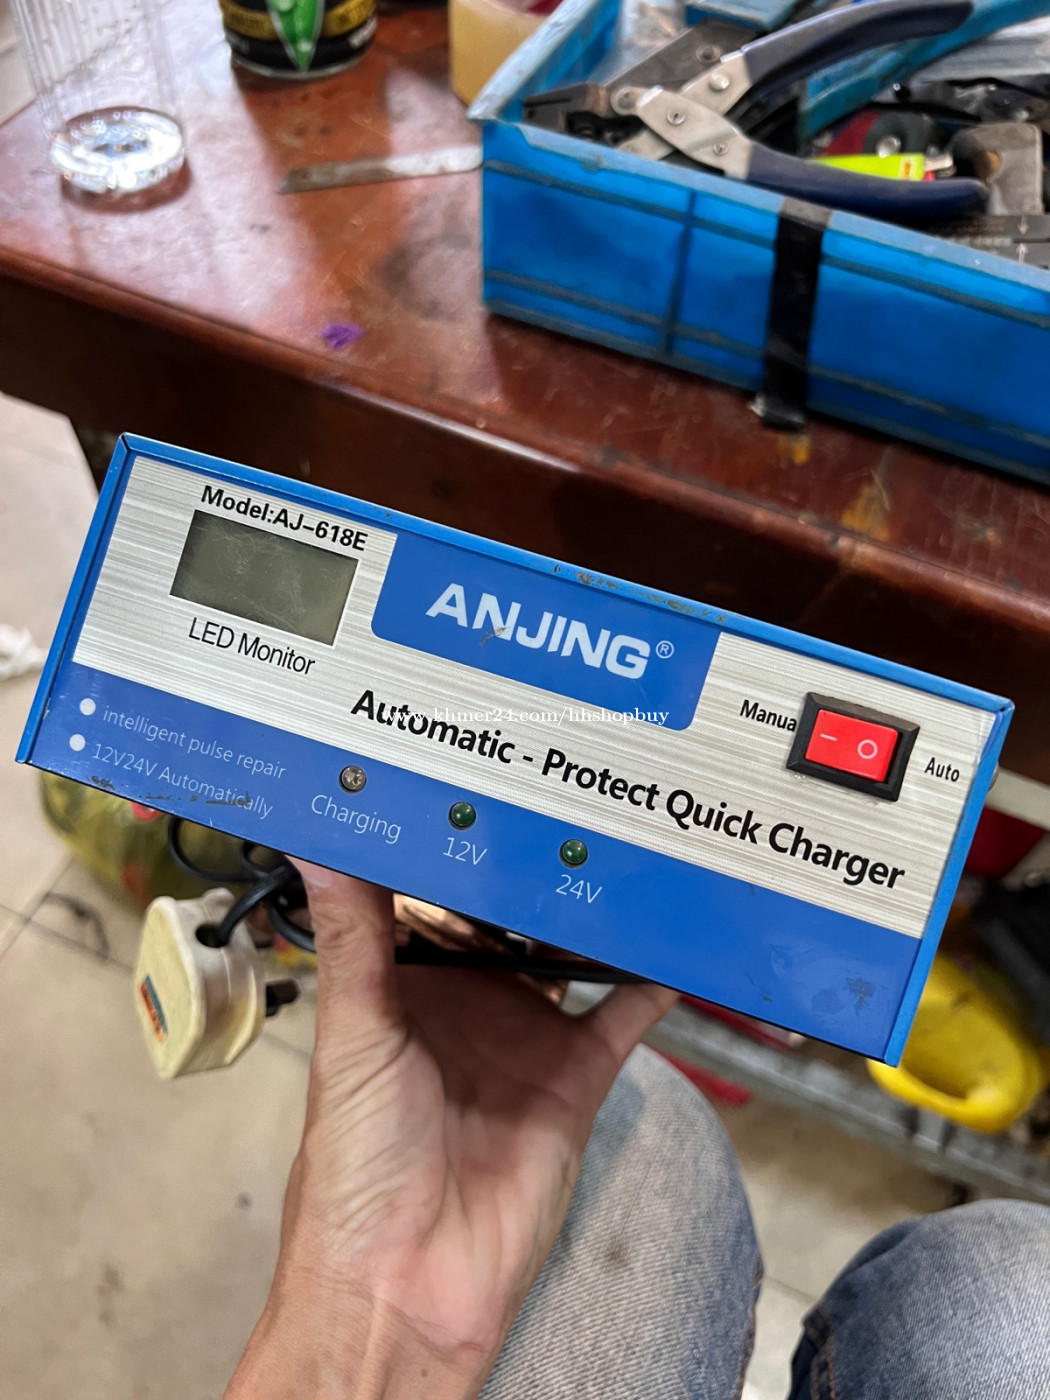 Model:AJ-618E
LED Monitor
ANJING®
Automatic - Protect Quick Charger
Manua
Auto
intelligent pulse repair
12V24V Automatically
Charging
12V
24V
www.khmer24.com/hhshopbuy